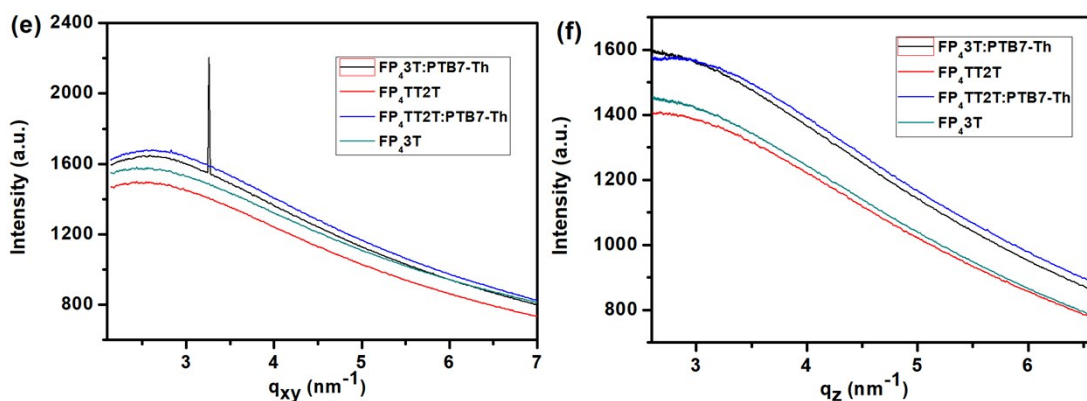 (e)
2400
2000
1600
1200
800
Intensity (a.u.)
FP₄3T:PTB7-Th
FP₄TT2T
FP₄TT2T:PTB7-Th
FP₄3T
3
4
5
6
7
qxy (nm⁻¹)
(f)
1600
1400
1200
1000
800
Intensity (a.u.)
FP₄3T:PTB7-Th
FP₄TT2T
FP₄TT2T:PTB7-Th
FP₄3T
3
4
5
6
qz (nm⁻¹)